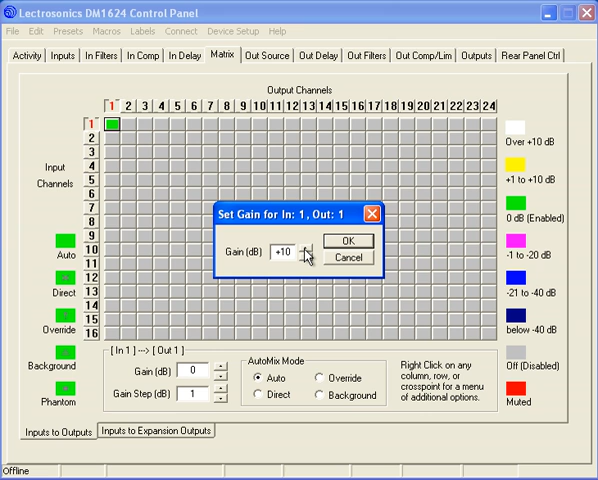 Lectrosonics DM1624 Control Panel
File Edit Presets Macros Labels Connect Device Setup Help
Activity Inputs In Filters In Comp In Delay Matrix Out Source Out Delay Out Filters Out Comp/Lim Outputs Rear Panel Ctrl
Output Channels
1 2 3 4 5 6 7 8 9 10 11 12 13 14 15 16 17 18 19 20 21 22 23 24
1
2
3
4
5
6
7
8
9
10
11
12
13
14
15
16
Input
Channels
Auto
Direct
Override
Background
Phantom
Over +10 dB
+1 to +10 dB
0 dB (Enabled)
-1 to -20 dB
-21 to -40 dB
below -40 dB
Off (Disabled)
Muted
Set Gain for In: 1, Out: 1
Gain (dB) +10
OK
Cancel
[ In 1 ] ---> [ Out 1 ]
Gain (dB) 0
Gain Step (dB) 1
AutoMix Mode
Auto Override
Direct Background
Right Click on any
column, row, or
crosspoint for a menu
of additional options.
Inputs to Outputs Inputs to Expansion Outputs
Offline